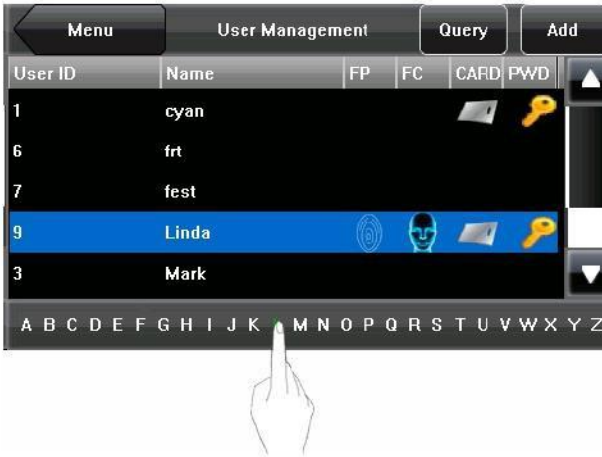 Menu User Management Query Add
User ID Name FP FC CARD PWD
1 cyan
6 frt
7 fest
9 Linda
3 Mark
A B C D E F G H I J K M N O P Q R S T U V W X Y Z